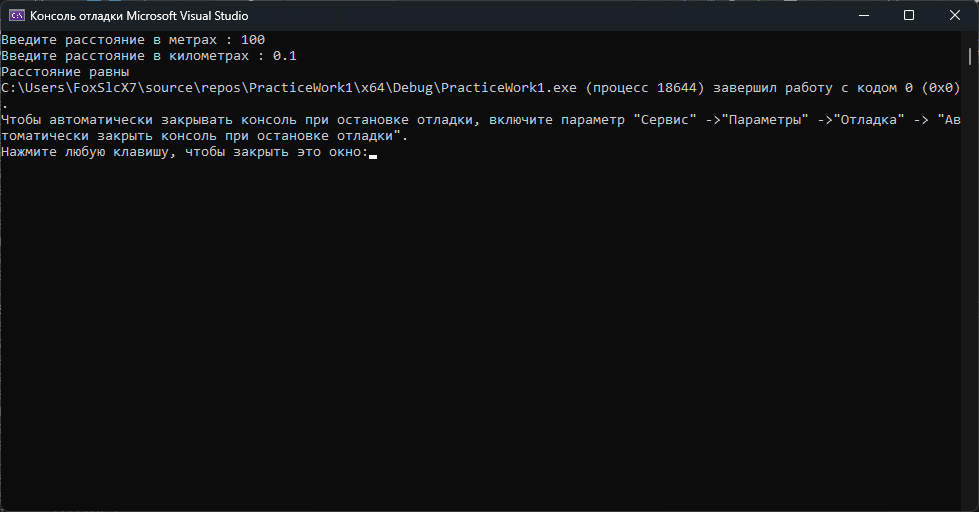 Консоль отладки Microsoft Visual Studio
Введите расстояние в метрах : 100
Введите расстояние в километрах : 0.1
Расстояние равны
C:\Users\FoxSlcX7\source\repos\PracticeWork1\x64\Debug\PracticeWork1.exe (процесс 18644) завершил работу с кодом 0 (0x0)
.
Чтобы автоматически закрывать консоль при остановке отладки, включите параметр "Сервис" ->"Параметры" ->"Отладка" -> "Ав
томатически закрыть консоль при остановке отладки".
Нажмите любую клавишу, чтобы закрыть это окно: